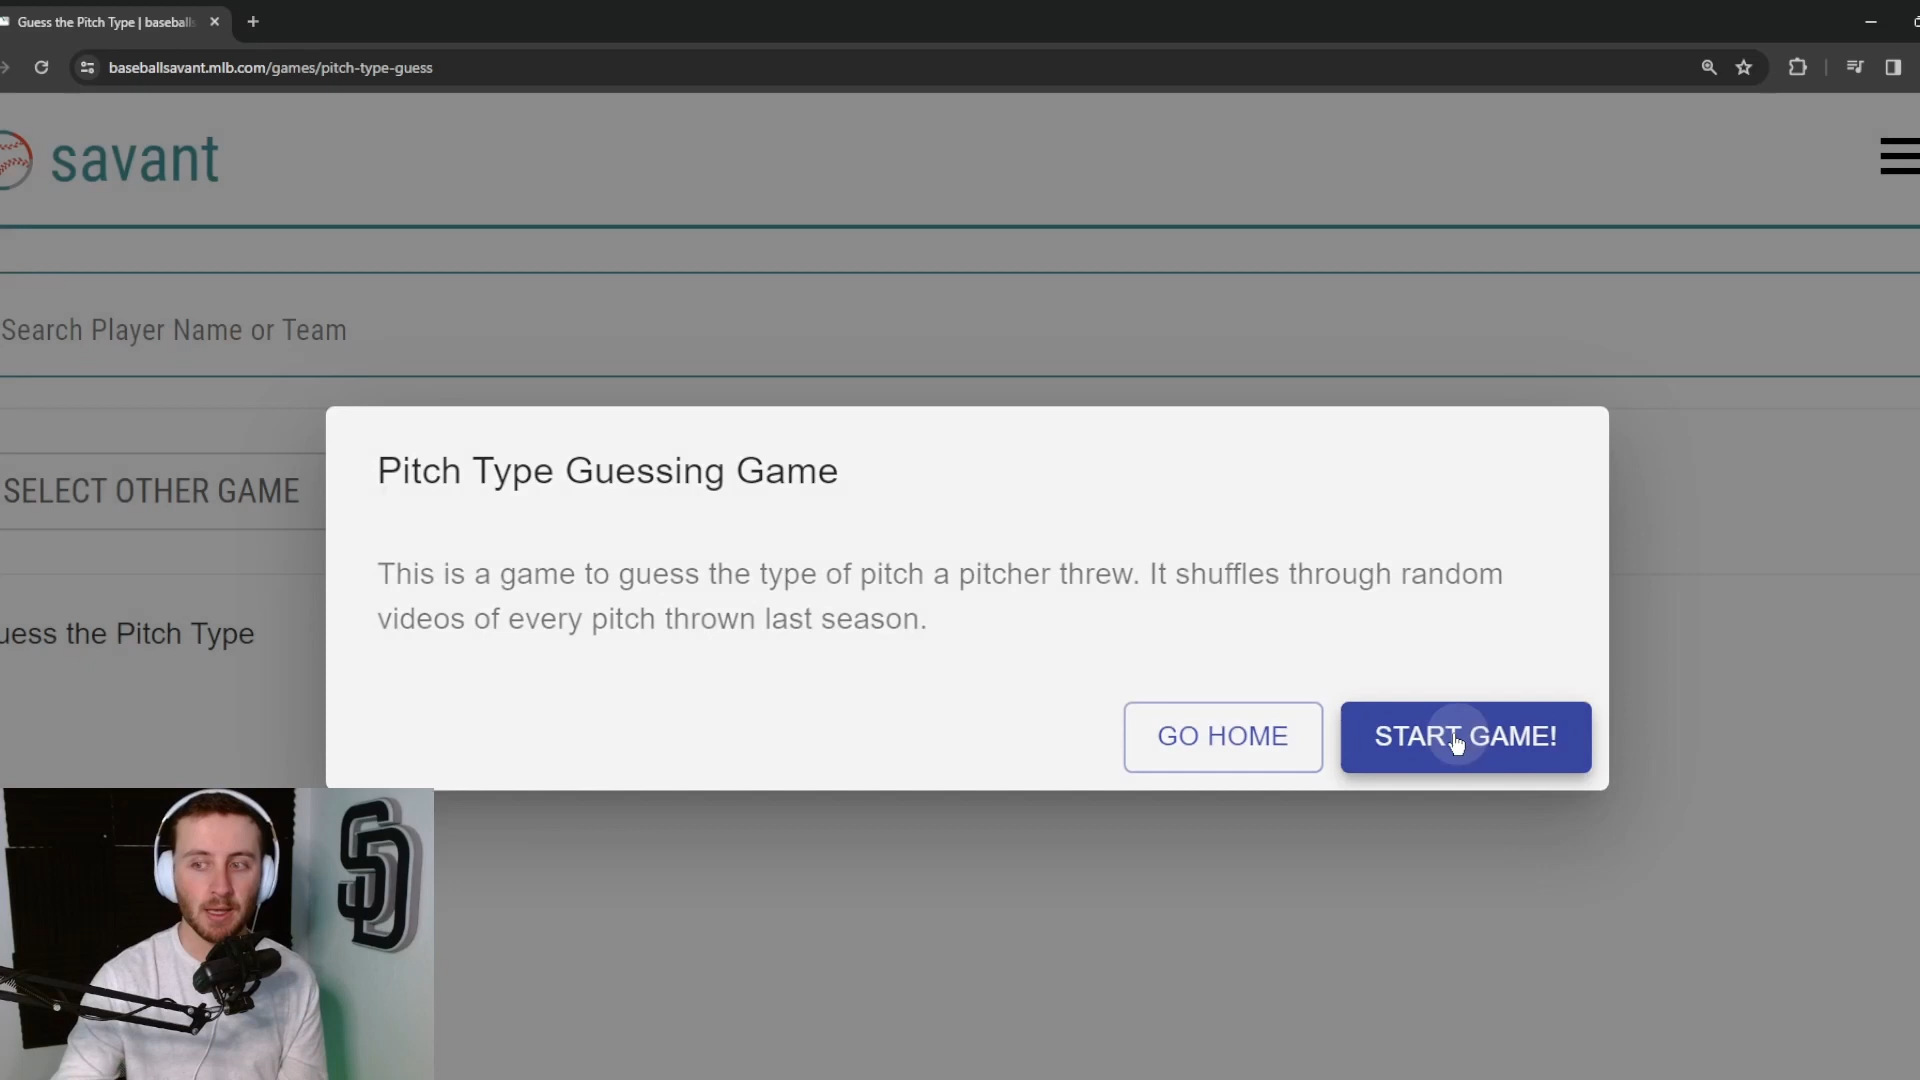 Guess the Pitch Type | baseball
baseballsavant.mlb.com/games/pitch-type-guess
savant
Search Player Name or Team
SELECT OTHER GAME
uess the Pitch Type
Pitch Type Guessing Game
This is a game to guess the type of pitch a pitcher threw. It shuffles through random
videos of every pitch thrown last season.
GO HOME
START GAME!
SD